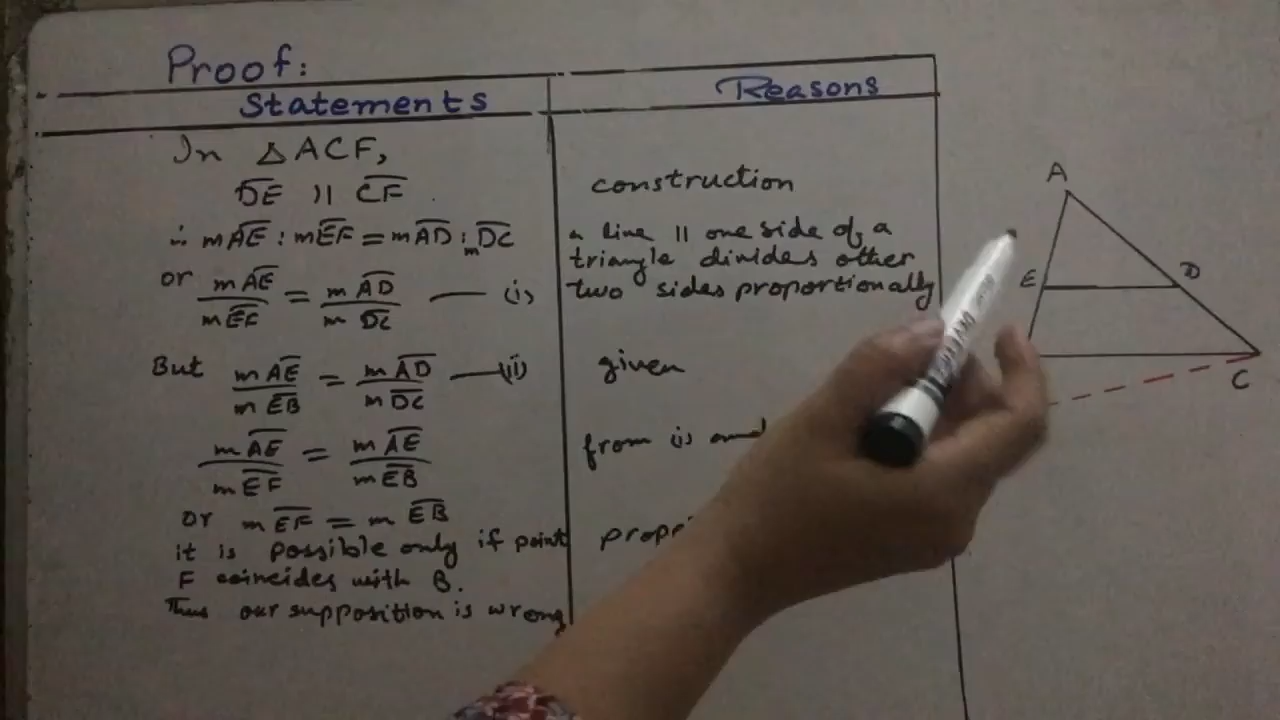 Proof:
Statements
Reasons
In △ACF,
DE || CF
construction
∴ mAE : mEF = mAD : mDC
a line || one side of a
triangle divides other
two sides proportionally
or mAE/mEF = mAD/mDC — (i)
But mAE/mEB = mAD/mDC — (ii)
given
mAE/mEF = mAE/mEB
from (i) and
or mEF = mEB
it is possible only if point
F coincides with B.
Thus our supposition is wrong
A
E
D
C